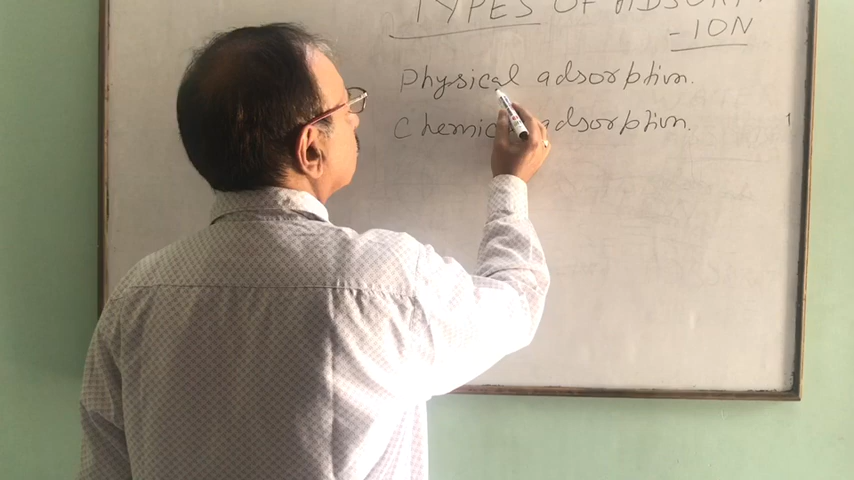 TYPES OF ADSORPT
-ION
Physical adsorption.
Chemical adsorption.